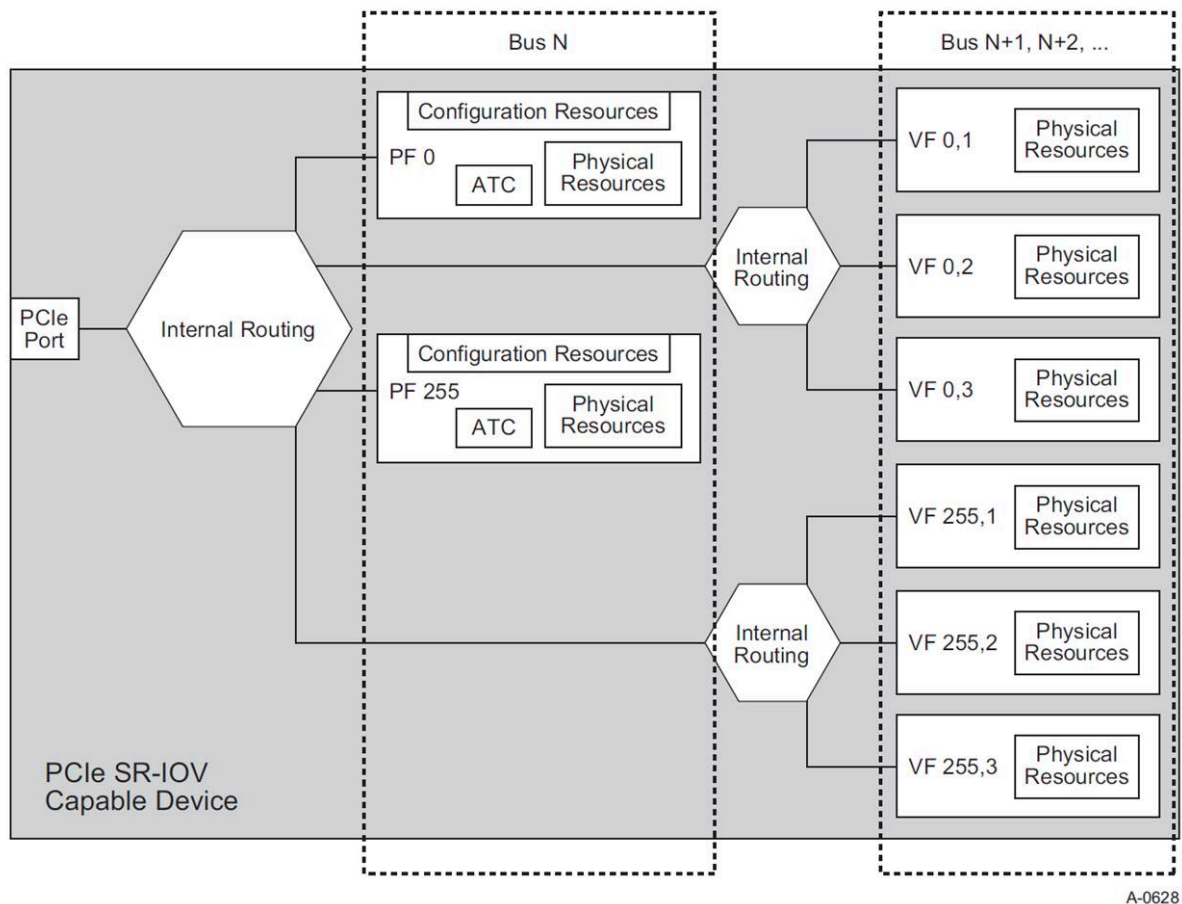 Bus N
Bus N+1, N+2, ...
Configuration Resources
PF 0
ATC
Physical
Resources
VF 0,1
Physical
Resources
Internal
Routing
VF 0,2
Physical
Resources
PCIe
Port
Internal Routing
Configuration Resources
PF 255
ATC
Physical
Resources
VF 0,3
Physical
Resources
VF 255,1
Physical
Resources
Internal
Routing
VF 255,2
Physical
Resources
VF 255,3
Physical
Resources
PCIe SR-IOV
Capable Device
A-0628